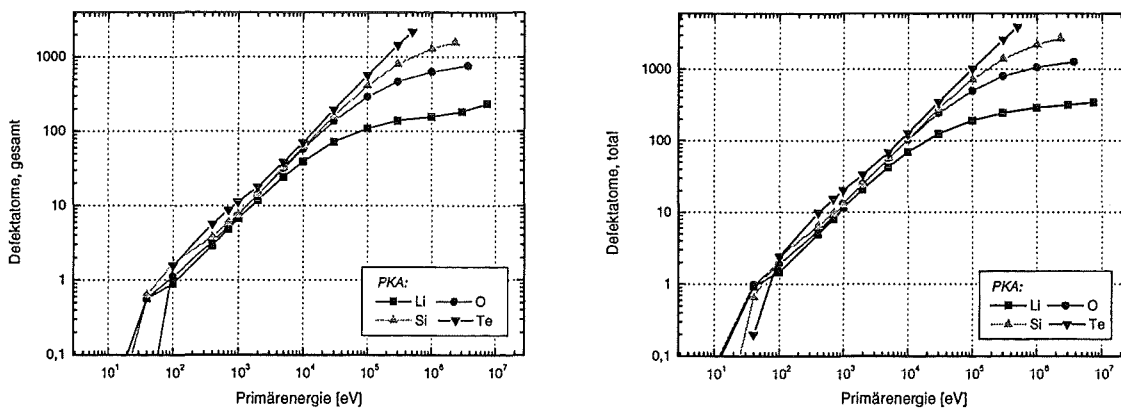 Defektatome, gesamt
1000
100
10
1
0,1
10¹ 10² 10³ 10⁴ 10⁵ 10⁶ 10⁷
Primärenergie [eV]
PKA:
Li O
Si Te
Defektatome, total
1000
100
10
1
0,1
10¹ 10² 10³ 10⁴ 10⁵ 10⁶ 10⁷
Primärenergie [eV]
PKA:
Li O
Si Te